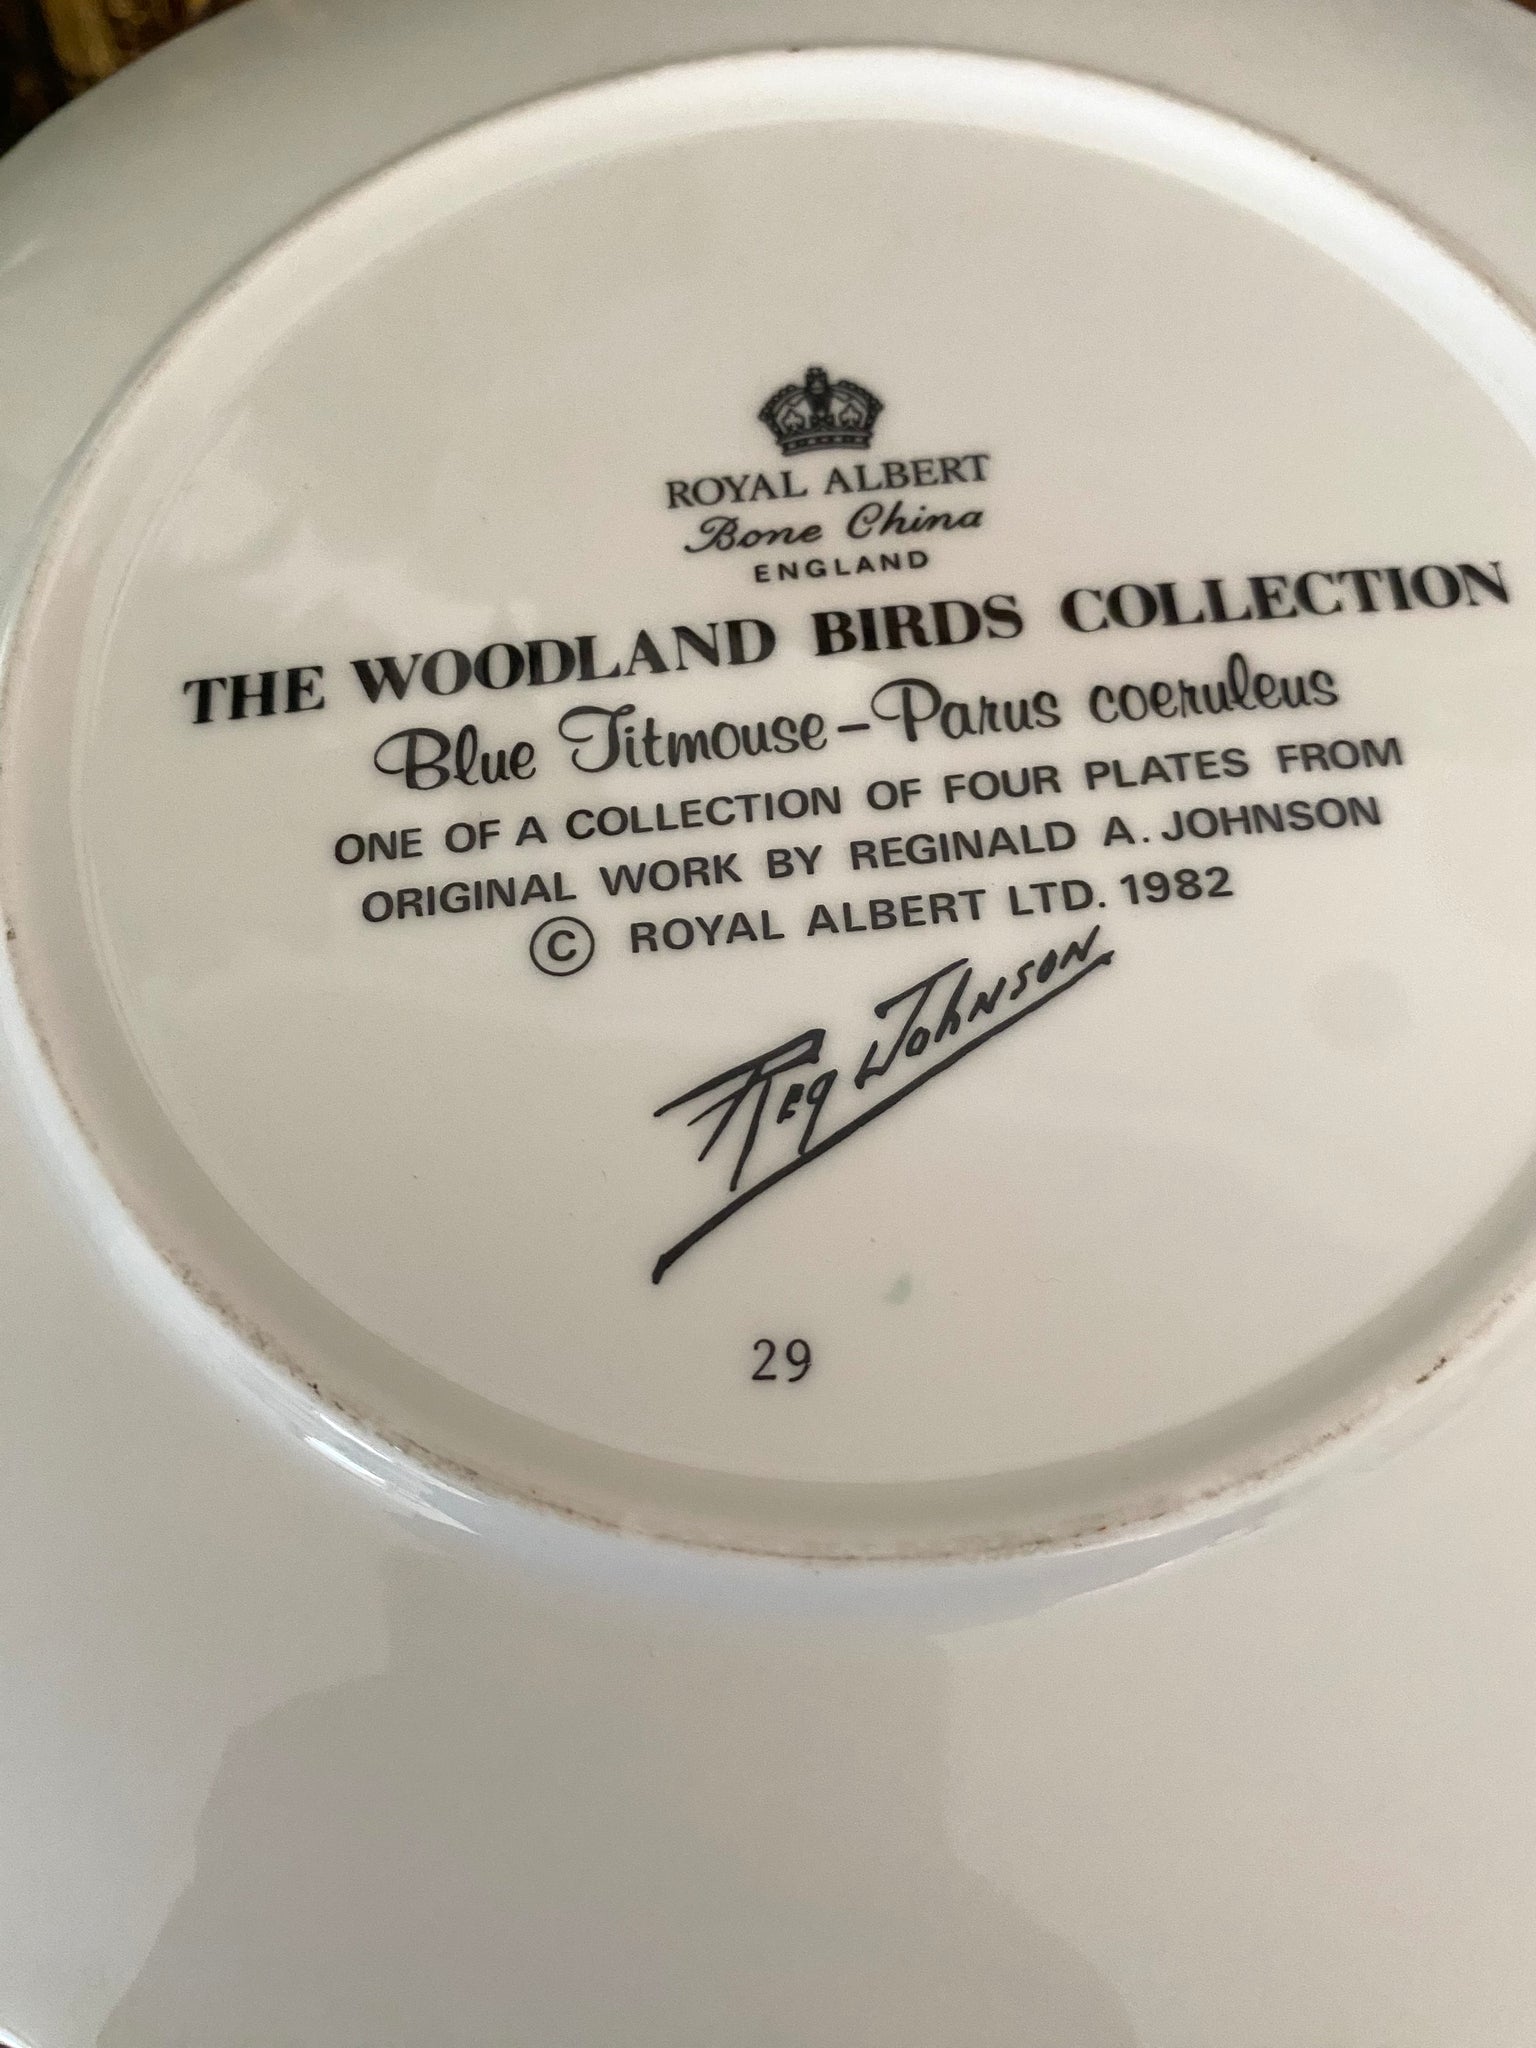 ROYAL ALBERT
Bone China
ENGLAND
THE WOODLAND BIRDS COLLECTION
Blue Titmouse - Parus coeruleus
ONE OF A COLLECTION OF FOUR PLATES FROM
ORIGINAL WORK BY REGINALD A. JOHNSON
© ROYAL ALBERT LTD. 1982
Reg Johnson
29